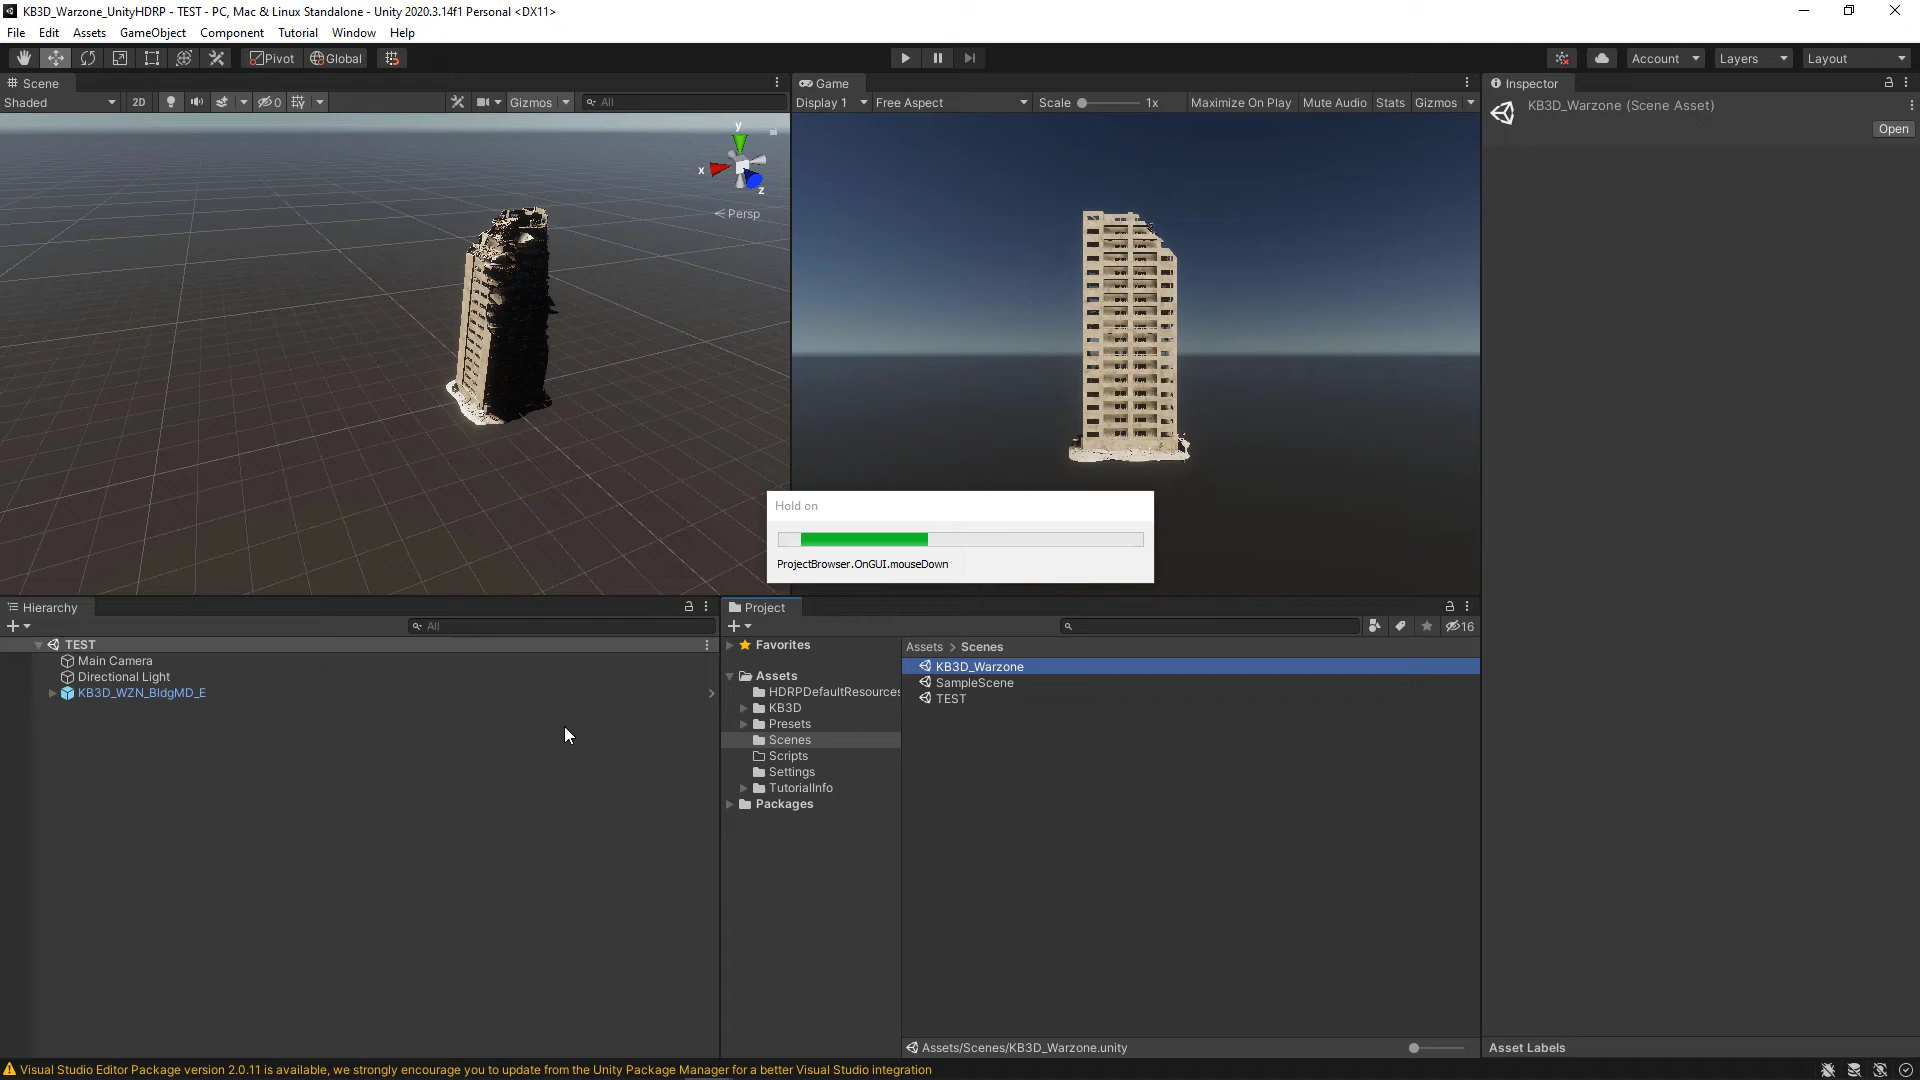 KB3D_Warzone_UnityHDRP - TEST - PC, Mac & Linux Standalone - Unity 2020.3.14f1 Personal <DX11>
File Edit Assets GameObject Component Tutorial Window Help
Pivot Global Account Layers Layout
Scene Game Inspector
Shaded 2D 0 Gizmos All Display 1 Free Aspect Scale 1x Maximize On Play Mute Audio Stats Gizmos
KB3D_Warzone (Scene Asset)
Open
y
x
z
Persp
Hold on
ProjectBrowser.OnGUI.mouseDown
Hierarchy
All
TEST
Main Camera
Directional Light
KB3D_WZN_BldgMD_E
Project
16
Favorites
Assets
HDRPDefaultResources
KB3D
Presets
Scenes
Scripts
Settings
TutorialInfo
Packages
Assets > Scenes
KB3D_Warzone
SampleScene
TEST
Assets/Scenes/KB3D_Warzone.unity
Asset Labels
Visual Studio Editor Package version 2.0.11 is available, we strongly encourage you to update from the Unity Package Manager for a better Visual Studio integration